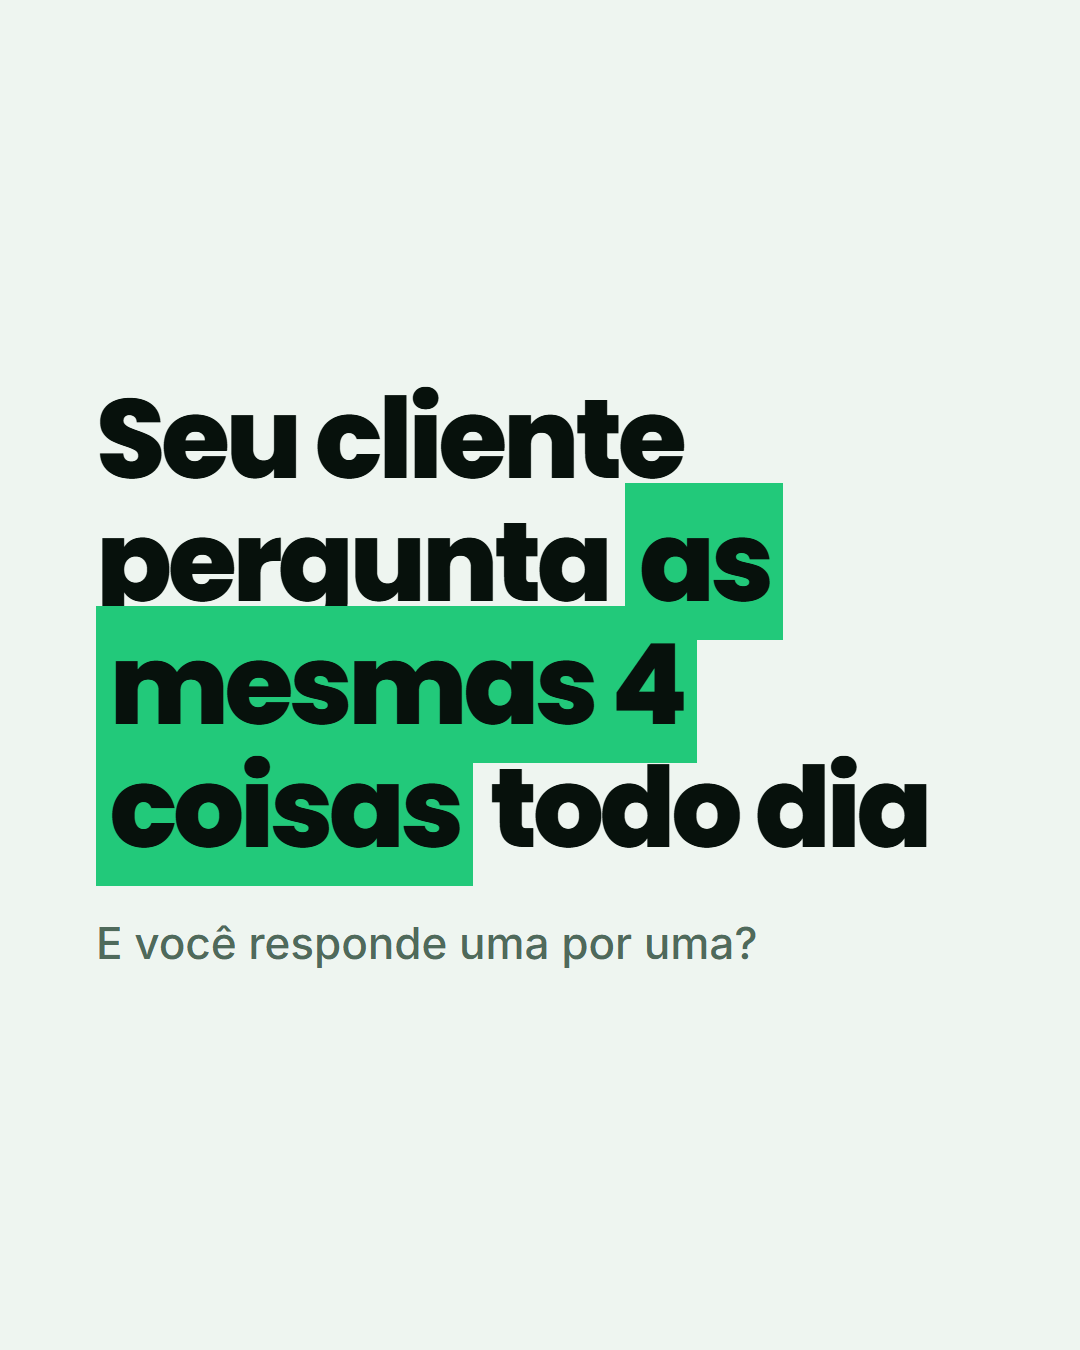 Seu cliente
pergunta as
mesmas 4
coisas todo dia
E você responde uma por uma?